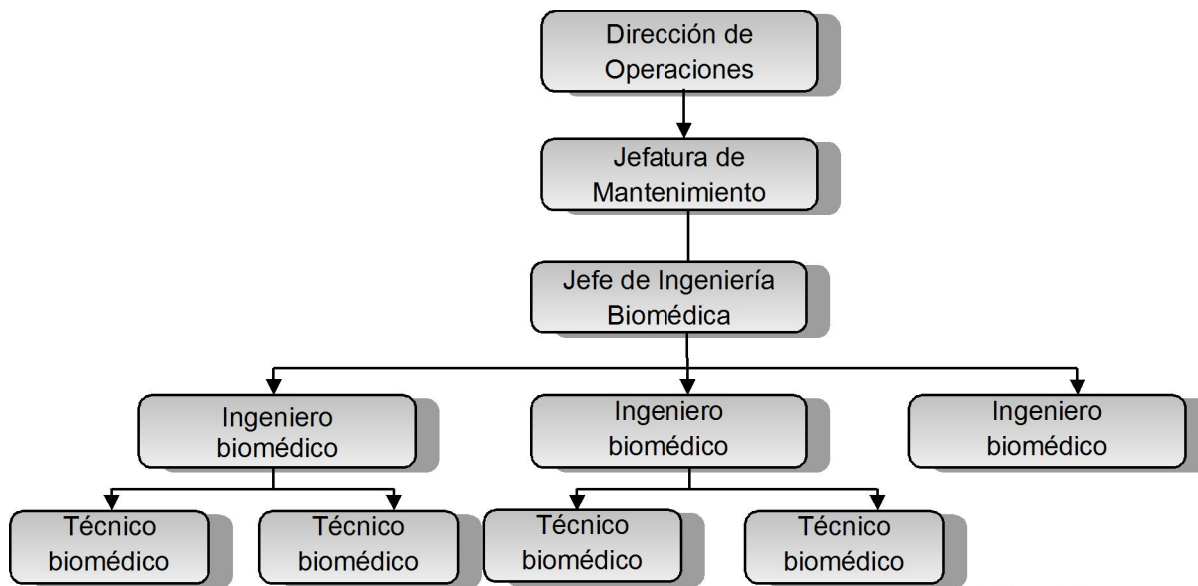 Dirección de
Operaciones
Jefatura de
Mantenimiento
Jefe de Ingeniería
Biomédica
Ingeniero
biomédico
Ingeniero
biomédico
Ingeniero
biomédico
Técnico
biomédico
Técnico
biomédico
Técnico
biomédico
Técnico
biomédico